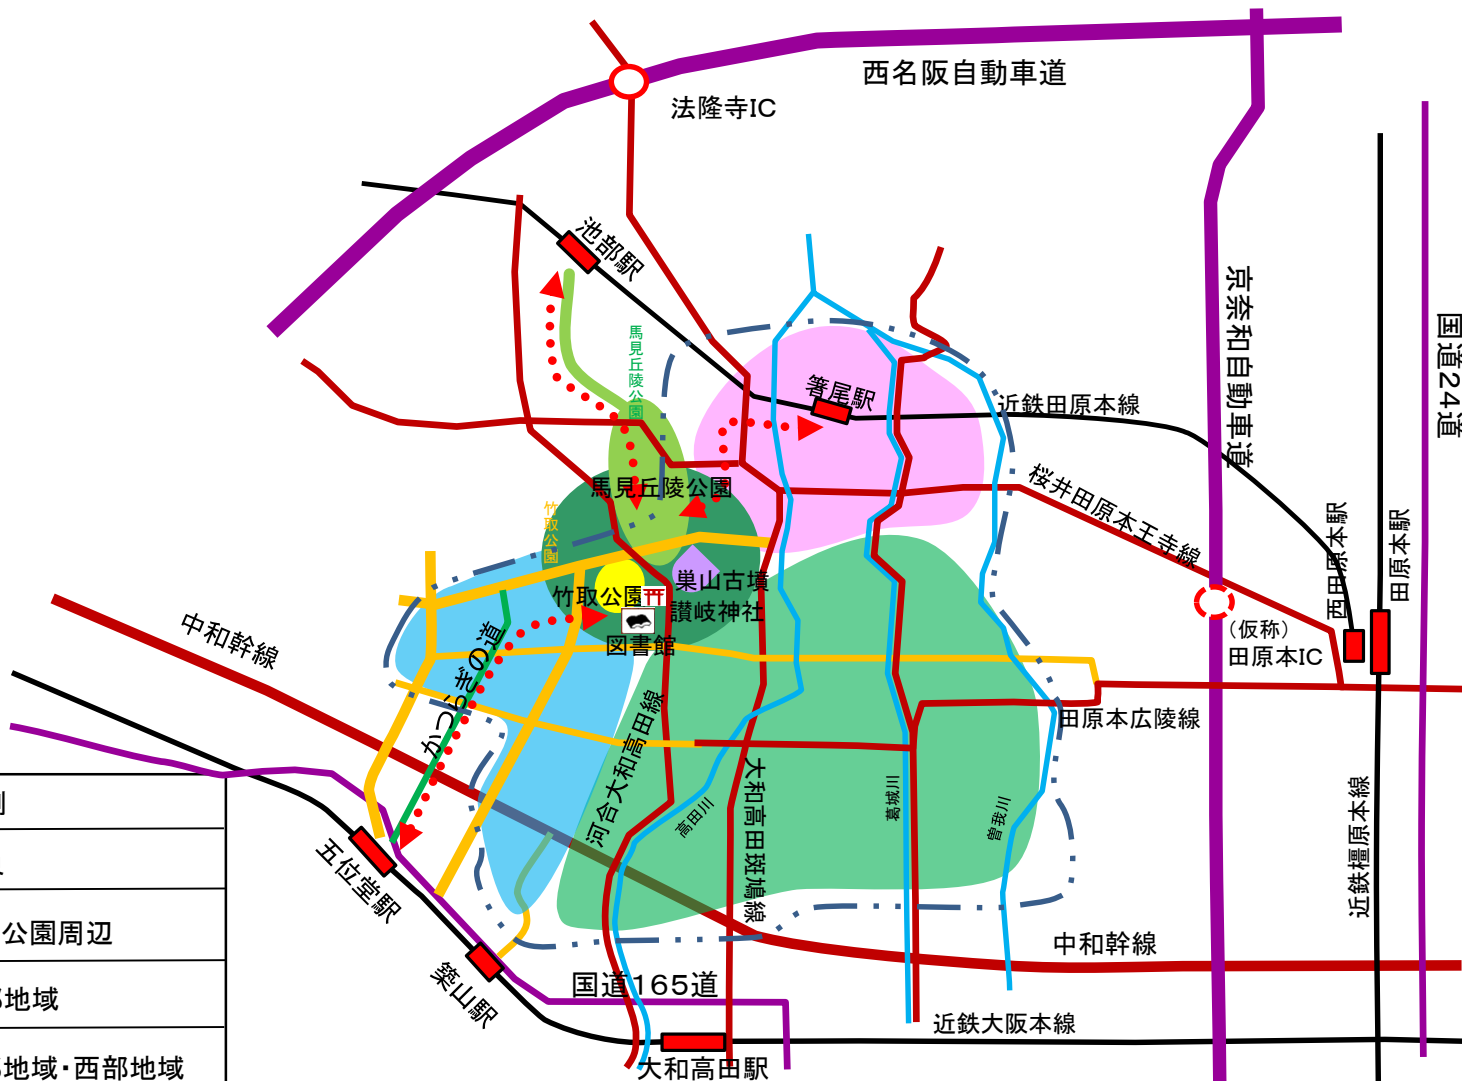 西名阪自動車道
法隆寺IC
池部駅
馬見丘陵公園
箸尾駅
近鉄田原本線
京奈和自動車道
国道24道
馬見丘陵公園
竹取公園
桜井田原本王寺線
西田原本駅
田原本駅
巣山古墳
竹取公園
讃岐神社
図書館
(仮称)
田原本IC
中和幹線
かつらぎの道
河合大和高田線
田原本広陵線
大和高田斑鳩線
高田川
葛城川
曽我川
近鉄橿原本線
五位堂駅
公園周辺
中和幹線
築山駅
国道165道
地域
近鉄大阪本線
地域・西部地域
大和高田駅